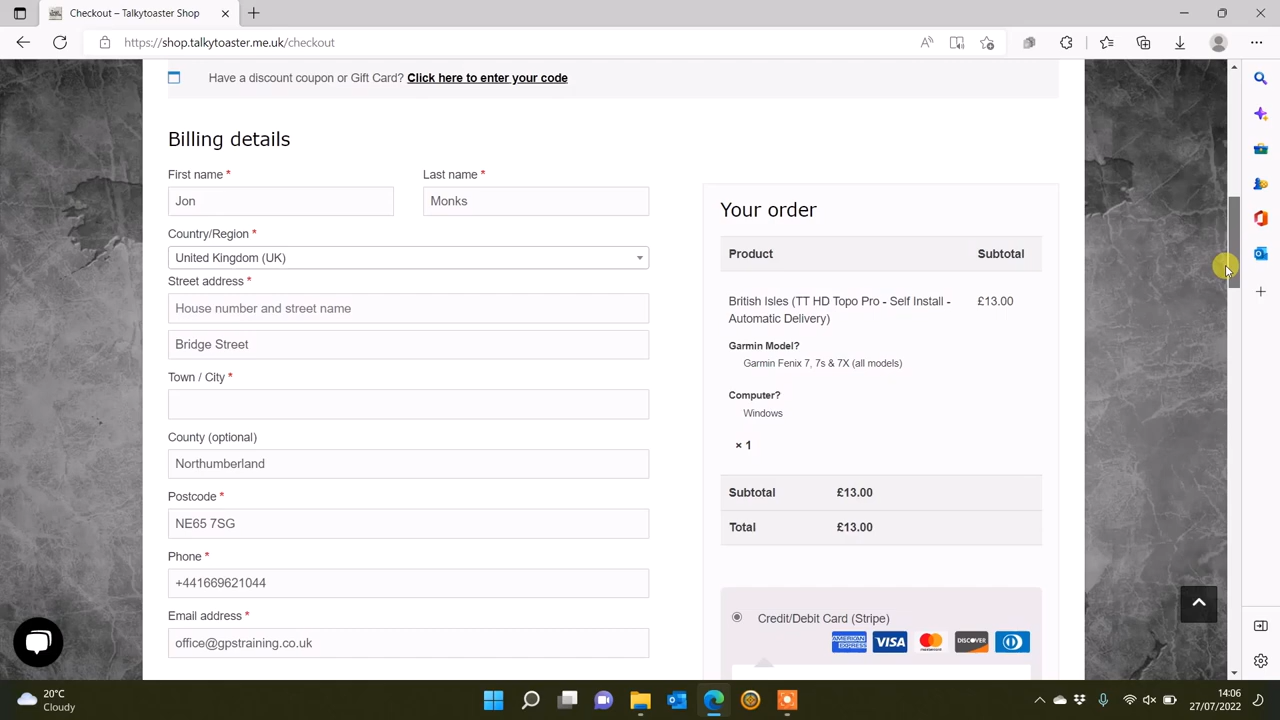 Checkout – Talkytoaster Shop
https://shop.talkytoaster.me.uk/checkout
Have a discount coupon or Gift Card? Click here to enter your code
Billing details
First name *
Last name *
Jon
Monks
Country/Region *
United Kingdom (UK)
Street address *
House number and street name
Bridge Street
Town / City *
County (optional)
Northumberland
Postcode *
NE65 7SG
Phone *
+441669621044
Email address *
office@gpstraining.co.uk
Your order
Product
Subtotal
British Isles (TT HD Topo Pro - Self Install -
£13.00
Automatic Delivery)
Garmin Model?
Garmin Fenix 7, 7s & 7X (all models)
Computer?
Windows
× 1
Subtotal
£13.00
Total
£13.00
Credit/Debit Card (Stripe)
AMERICAN EXPRESS
VISA
mastercard
DISCOVER
20°C
Cloudy
14:06
27/07/2022